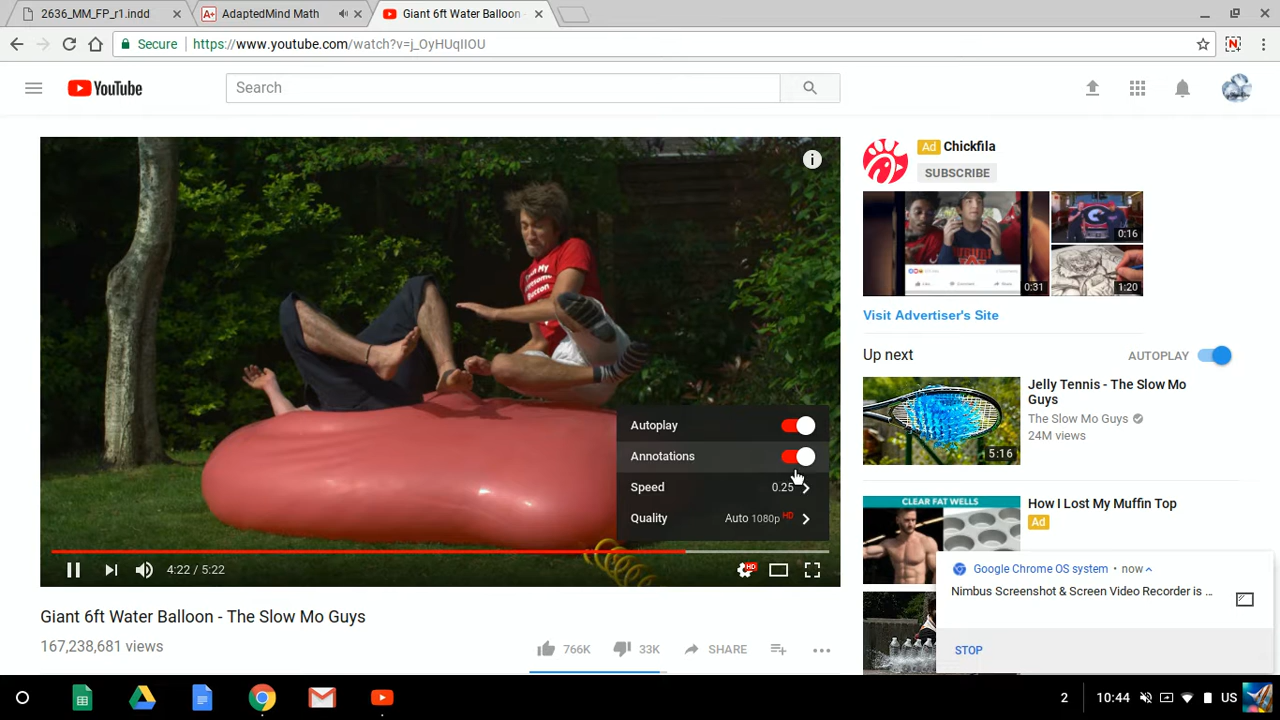 2636_MM_FP_r1.indd
AdaptedMind Math
Giant 6ft Water Balloon -
Secure
https://www.youtube.com/watch?v=j_OyHUqIIOU
YouTube
Search
Ad Chickfila
SUBSCRIBE
0:16
0:31
1:20
Visit Advertiser's Site
Up next
AUTOPLAY
Jelly Tennis - The Slow Mo
Guys
The Slow Mo Guys
24M views
5:16
CLEAR FAT WELLS
How I Lost My Muffin Top
Ad
Autoplay
Annotations
Speed 0.25
Quality Auto 1080p HD
4:22 / 5:22
HD
Giant 6ft Water Balloon - The Slow Mo Guys
167,238,681 views
766K 33K SHARE
Google Chrome OS system • now
Nimbus Screenshot & Screen Video Recorder is ...
STOP
2 10:44 US